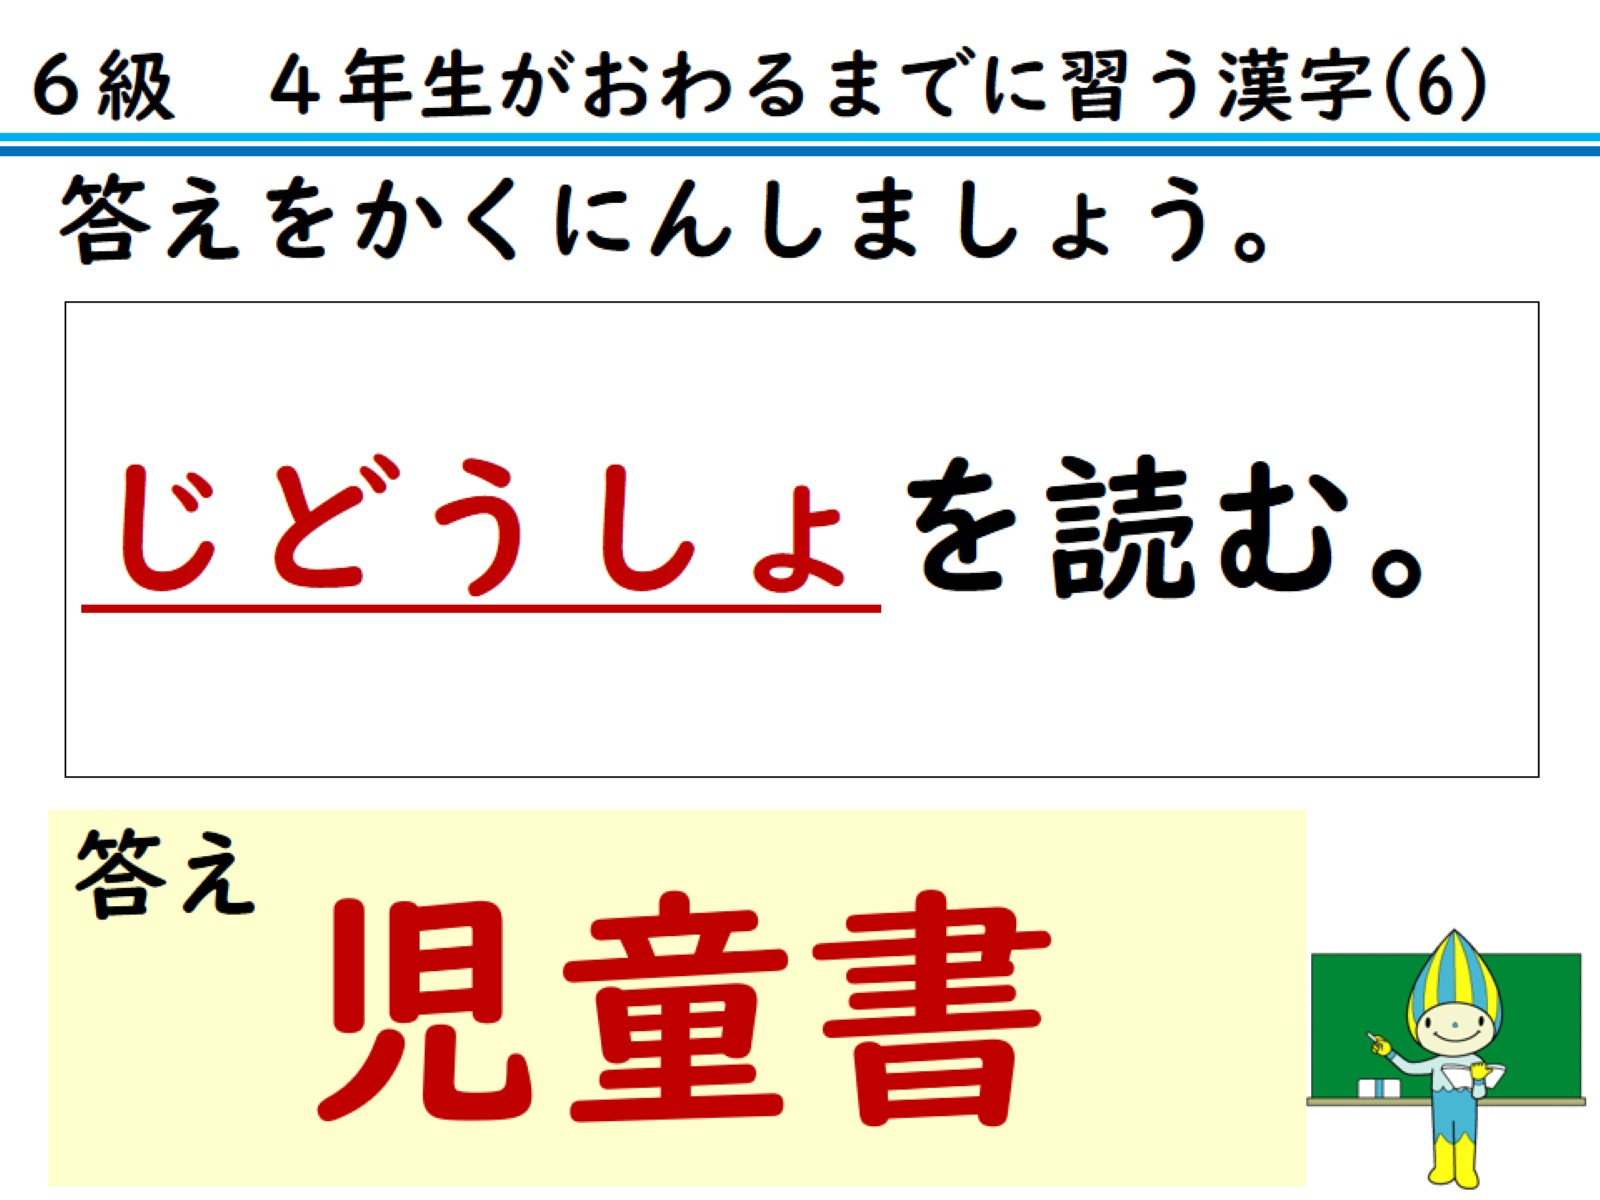 ６級　４年生がおわるまでに習う漢字(6)
答えをかくにんしましょう。
じどうしょを読む。
答え
児童書